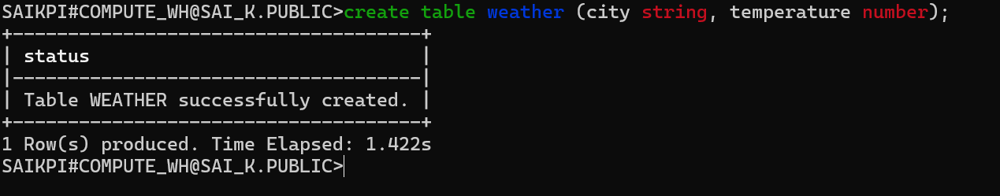 SAIKPI#COMPUTE_WH@SAI_K.PUBLIC>create table weather (city string, temperature number);
+-------------------------------------+
| status                              |
|-------------------------------------|
| Table WEATHER successfully created. |
+-------------------------------------+
1 Row(s) produced. Time Elapsed: 1.422s
SAIKPI#COMPUTE_WH@SAI_K.PUBLIC>